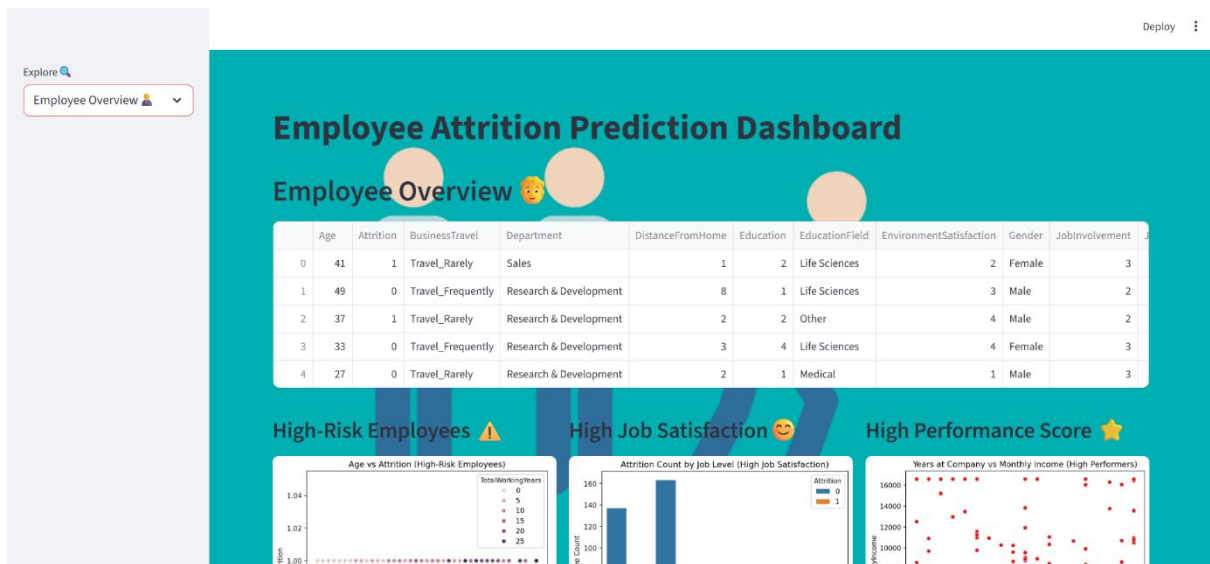 Deploy
Explore 🔍
Employee Overview
Employee Attrition Prediction Dashboard
Employee Overview
Age Attrition BusinessTravel Department DistanceFromHome Education EducationField EnvironmentSatisfaction Gender JobInvolvement
0 41 1 Travel_Rarely Sales 1 2 Life Sciences 2 Female 3
1 49 0 Travel_Frequently Research & Development 8 1 Life Sciences 3 Male 2
2 37 1 Travel_Rarely Research & Development 2 2 Other 4 Male 2
3 33 0 Travel_Frequently Research & Development 3 4 Life Sciences 4 Female 3
4 27 0 Travel_Rarely Research & Development 2 1 Medical 1 Male 3
High-Risk Employees ⚠️
High Job Satisfaction 😊
High Performance Score ⭐
Age vs Attrition (High-Risk Employees)
TotalWorkingYears
0
5
10
15
20
25
1.04
1.02
1.00
Attrition Count by Job Level (High Job Satisfaction)
Attrition
0
1
160
140
120
100
Count
Years at Company vs Monthly Income (High Performers)
16000
14000
12000
10000